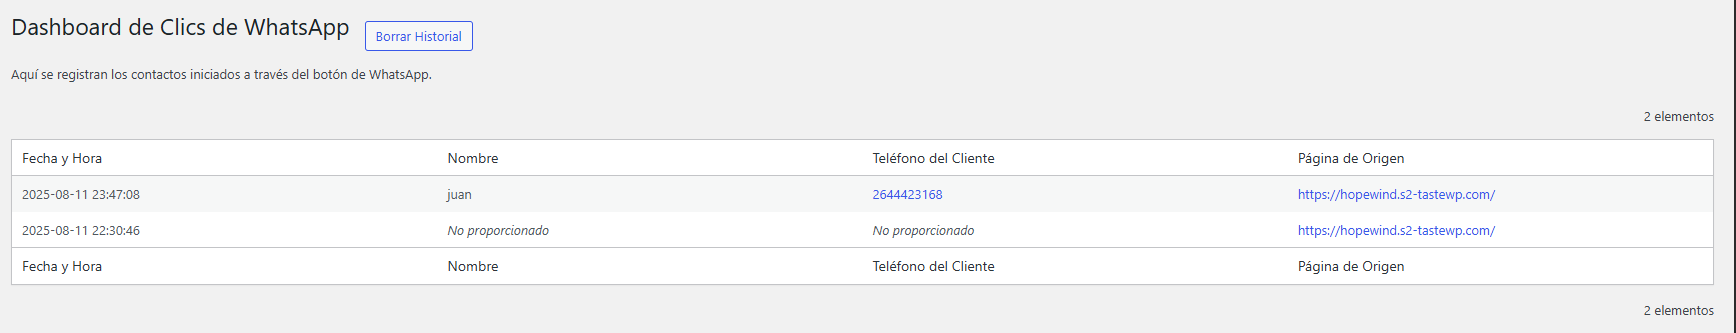 Dashboard de Clics de WhatsApp Borrar Historial
Aquí se registran los contactos iniciados a través del botón de WhatsApp.
2 elementos
Fecha y Hora Nombre Teléfono del Cliente Página de Origen
2025-08-11 23:47:08 juan 2644423168 https://hopewind.s2-tastewp.com/
2025-08-11 22:30:46 No proporcionado No proporcionado https://hopewind.s2-tastewp.com/
Fecha y Hora Nombre Teléfono del Cliente Página de Origen
2 elementos